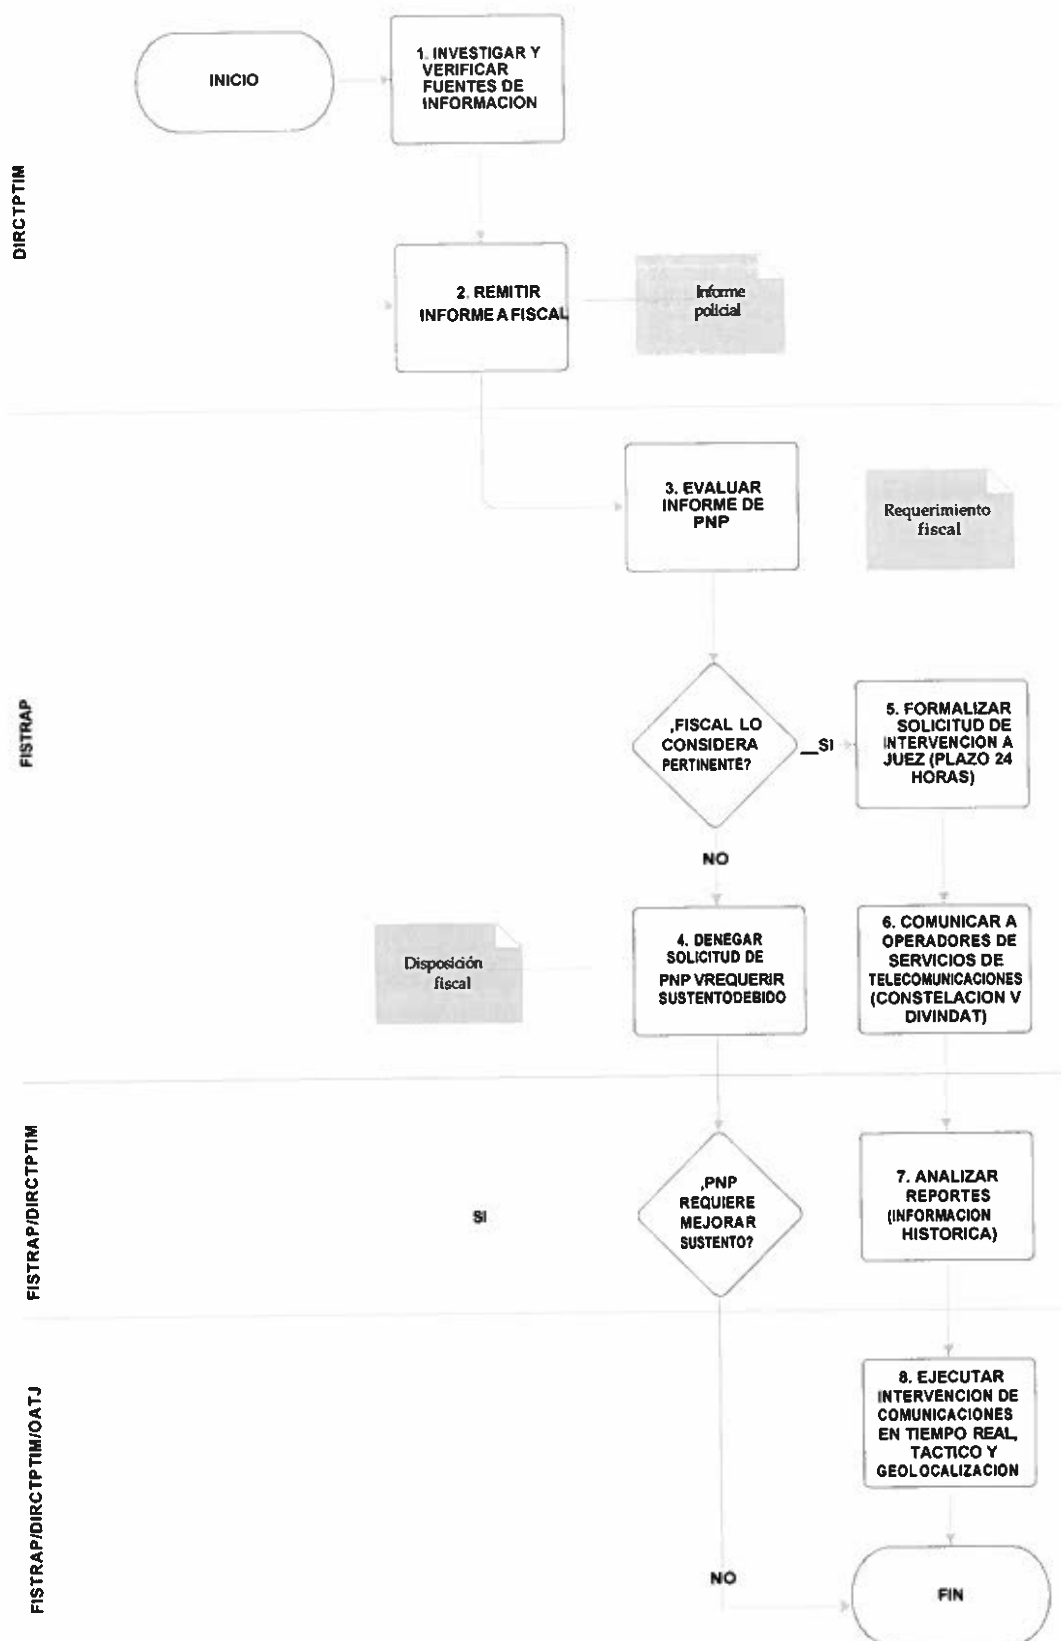 DIRCTPTIM
INICIO
1. INVESTIGAR Y
VERIFICAR
FUENTES DE
INFORMACION
2. REMITIR
INFORME A FISCAL
Informe
policial
FISTRAP
3. EVALUAR
INFORME DE
PNP
Requerimiento
fiscal
,FISCAL LO
CONSIDERA
PERTINENTE?
__SI
5. FORMALIZAR
SOLICITUD DE
INTERVENCION A
JUEZ (PLAZO 24
HORAS)
NO
Disposición
fiscal
4. DENEGAR
SOLICITUD DE
PNP VREQUERIR
SUSTENTODEBIDO
6. COMUNICAR A
OPERADORES DE
SERVICIOS DE
TELECOMUNICACIONES
(CONSTELACION V
DIVINDAT)
FISTRAP/DIRCTPTIM
SI
,PNP
REQUIERE
MEJORAR
SUSTENTO?
7. ANALIZAR
REPORTES
(INFORMACION
HISTORICA)
FISTRAP/DIRCTPTIM/OATJ
8. EJECUTAR
INTERVENCION DE
COMUNICACIONES
EN TIEMPO REAL,
TACTICO Y
GEOLOCALIZACION
NO
FIN